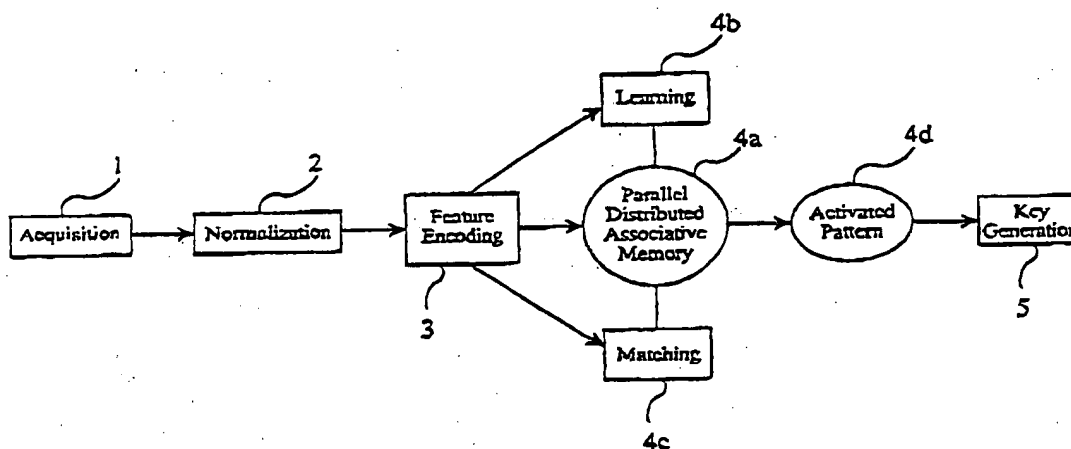 4b
Learning
4a
4d
1
2
Acquisition
Normalization
Feature
Encoding
Parallel
Distributed
Associative
Memory
Activated
Pattern
Key
Generation
3
5
Matching
4c